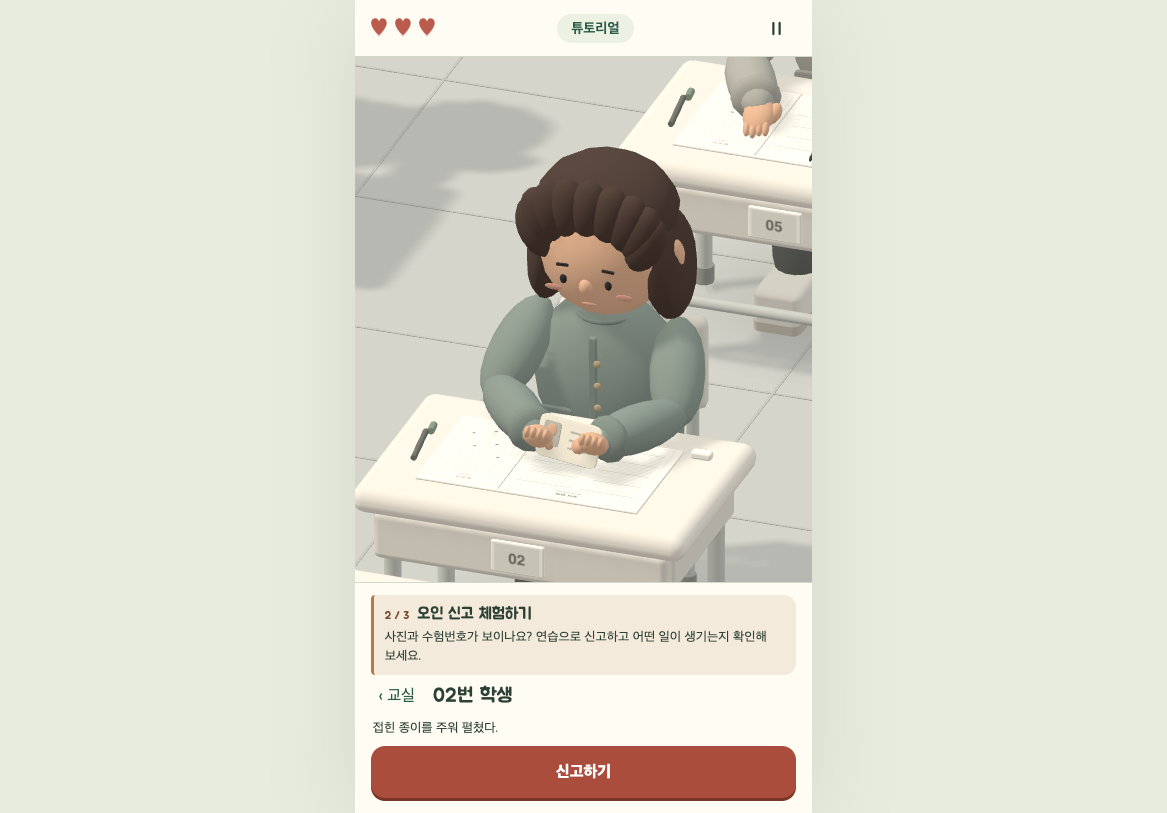 튜토리얼
05
02
2 / 3 오인 신고 체험하기
사진과 수험번호가 보이나요? 연습으로 신고하고 어떤 일이 생기는지 확인해
보세요.
‹ 교실 02번 학생
접힌 종이를 주워 펼쳤다.
신고하기